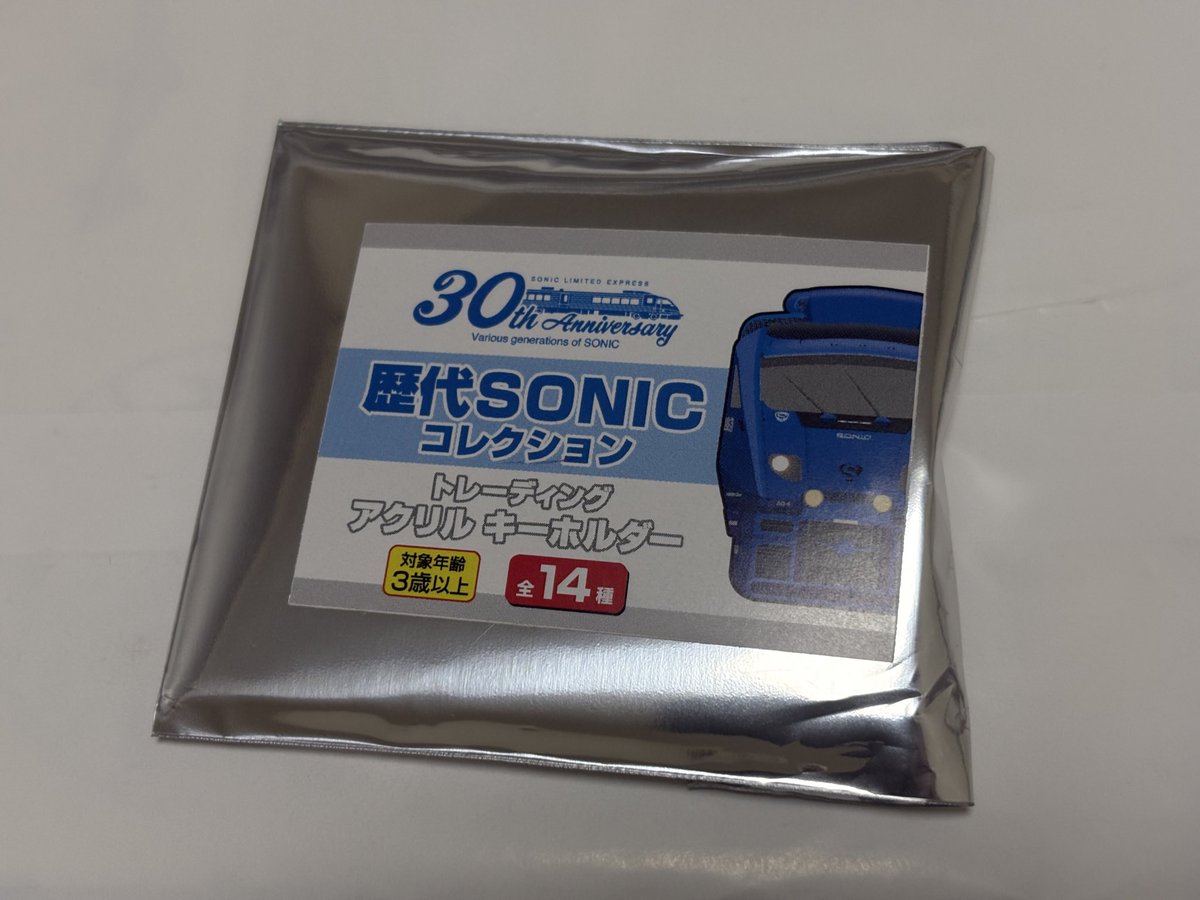 SONIC LIMITED EXPRESS
30th Anniversary
Various generations of SONIC
歴代SONIC
コレクション
トレーディング
アクリル キーホルダー
対象年齢
3歳以上
全14種
SONIC